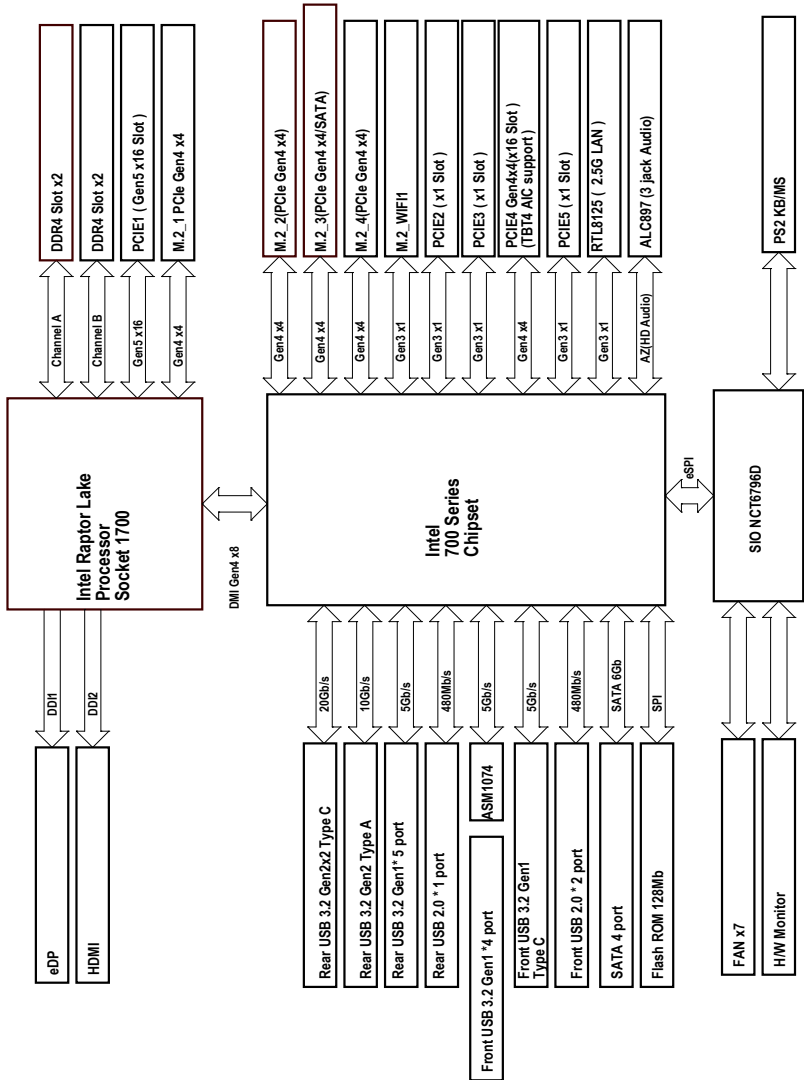 DDR4 Slot x2
DDR4 Slot x2
PCIE1 ( Gen5 x16 Slot )
M.2_1 PCIe Gen4 x4
M.2_2(PCIe Gen4 x4)
M.2_3(PCIe Gen4 x4/SATA)
M.2_4(PCIe Gen4 x4)
M.2_WIFI1
PCIE2 ( x1 Slot )
PCIE3 ( x1 Slot )
PCIE4 Gen4x4(x16 Slot )
(TBT4 AIC support )
PCIE5 ( x1 Slot )
RTL8125 ( 2.5G LAN )
ALC897 (3 jack Audio)
PS2 KB/MS
Channel A
Channel B
Gen5 x16
Gen4 x4
Gen4 x4
Gen4 x4
Gen4 x4
Gen3 x1
Gen3 x1
Gen3 x1
Gen4 x4
Gen3 x1
Gen3 x1
AZ(HD Audio)
Intel Raptor Lake
Processor
Socket 1700
DMI Gen4 x8
Intel
700 Series
Chipset
eSPI
SIO NCT6796D
DDI1
DDI2
20Gb/s
10Gb/s
5Gb/s
480Mb/s
5Gb/s
5Gb/s
480Mb/s
SATA 6Gb
SPI
eDP
HDMI
Rear USB 3.2 Gen2x2 Type C
Rear USB 3.2 Gen2 Type A
Rear USB 3.2 Gen1* 5 port
Rear USB 2.0 * 1 port
ASM1074
Front USB 3.2 Gen1 *4 port
Front USB 3.2 Gen1
Type C
Front USB 2.0 * 2 port
SATA 4 port
Flash ROM 128Mb
FAN x7
H/W Monitor